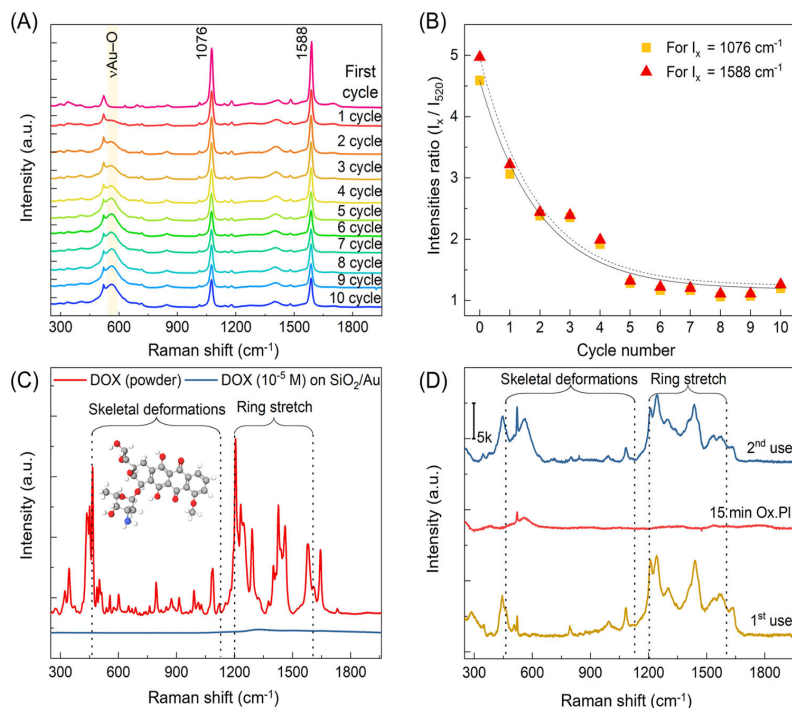 (A)
νAu–O
1076
1588
First
cycle
1 cycle
2 cycle
3 cycle
4 cycle
5 cycle
6 cycle
7 cycle
8 cycle
9 cycle
10 cycle
Intensity (a.u.)
300 600 900 1200 1500 1800
Raman shift (cm⁻¹)
(B)
For Iₓ = 1076 cm⁻¹
For Iₓ = 1588 cm⁻¹
Intensities ratio (Iₓ / I₅₂₀)
5
4
3
2
1
0 1 2 3 4 5 6 7 8 9 10
Cycle number
(C)
DOX (powder) DOX (10⁻⁵ M) on SiO₂/Au
Skeletal deformations Ring stretch
Intensity (a.u.)
300 600 900 1200 1500 1800
Raman shift (cm⁻¹)
(D)
Skeletal deformations Ring stretch
5k
2ⁿᵈ use
15 min Ox.Pl
1ˢᵗ use
Intensity (a.u.)
300 600 900 1200 1500 1800
Raman shift (cm⁻¹)